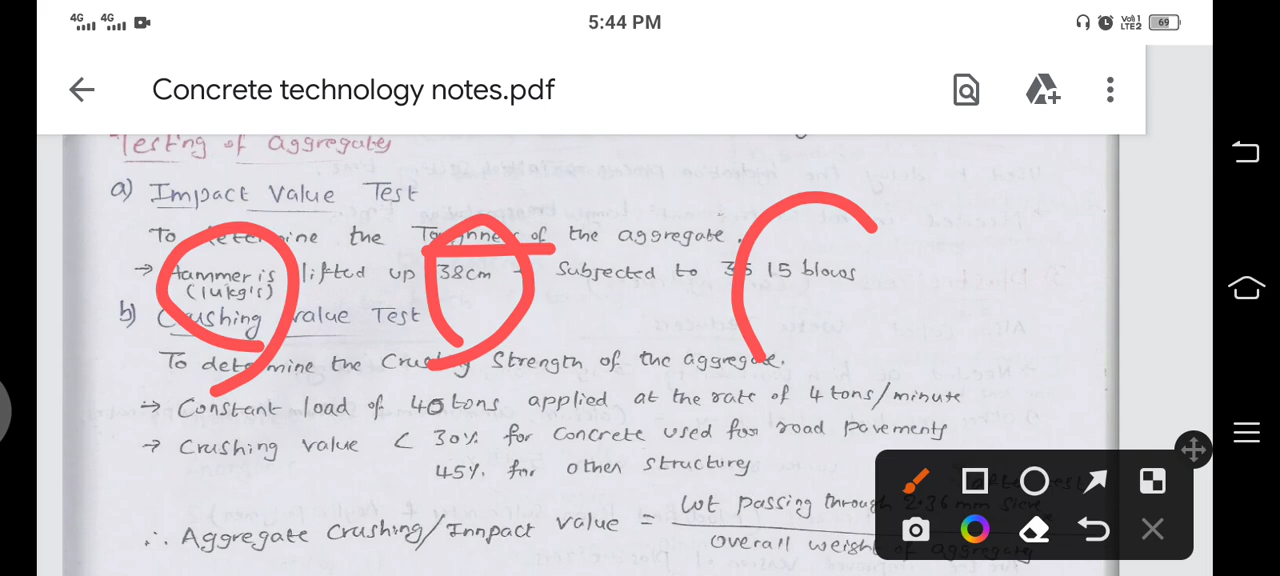 4G 4G 5:44 PM Vo)) 1 LTE2 69
Concrete technology notes.pdf
Testing of aggregates
a) Impact Value Test
To determine the Toughness of the aggregate.
→ Hammer is lifted up 38cm & Subjected to 35 15 blows
(14kg's)
b) Crushing Value Test
To determine the Crushing Strength of the aggregate.
→ Constant load of 40 tons applied at the rate of 4 tons/minute
→ Crushing value < 30% for concrete used for road pavements
45%. for other structures
∴ Aggregate Crushing/Impact value = Wt passing through 2.36 mm Sieve
Overall weight of aggregate